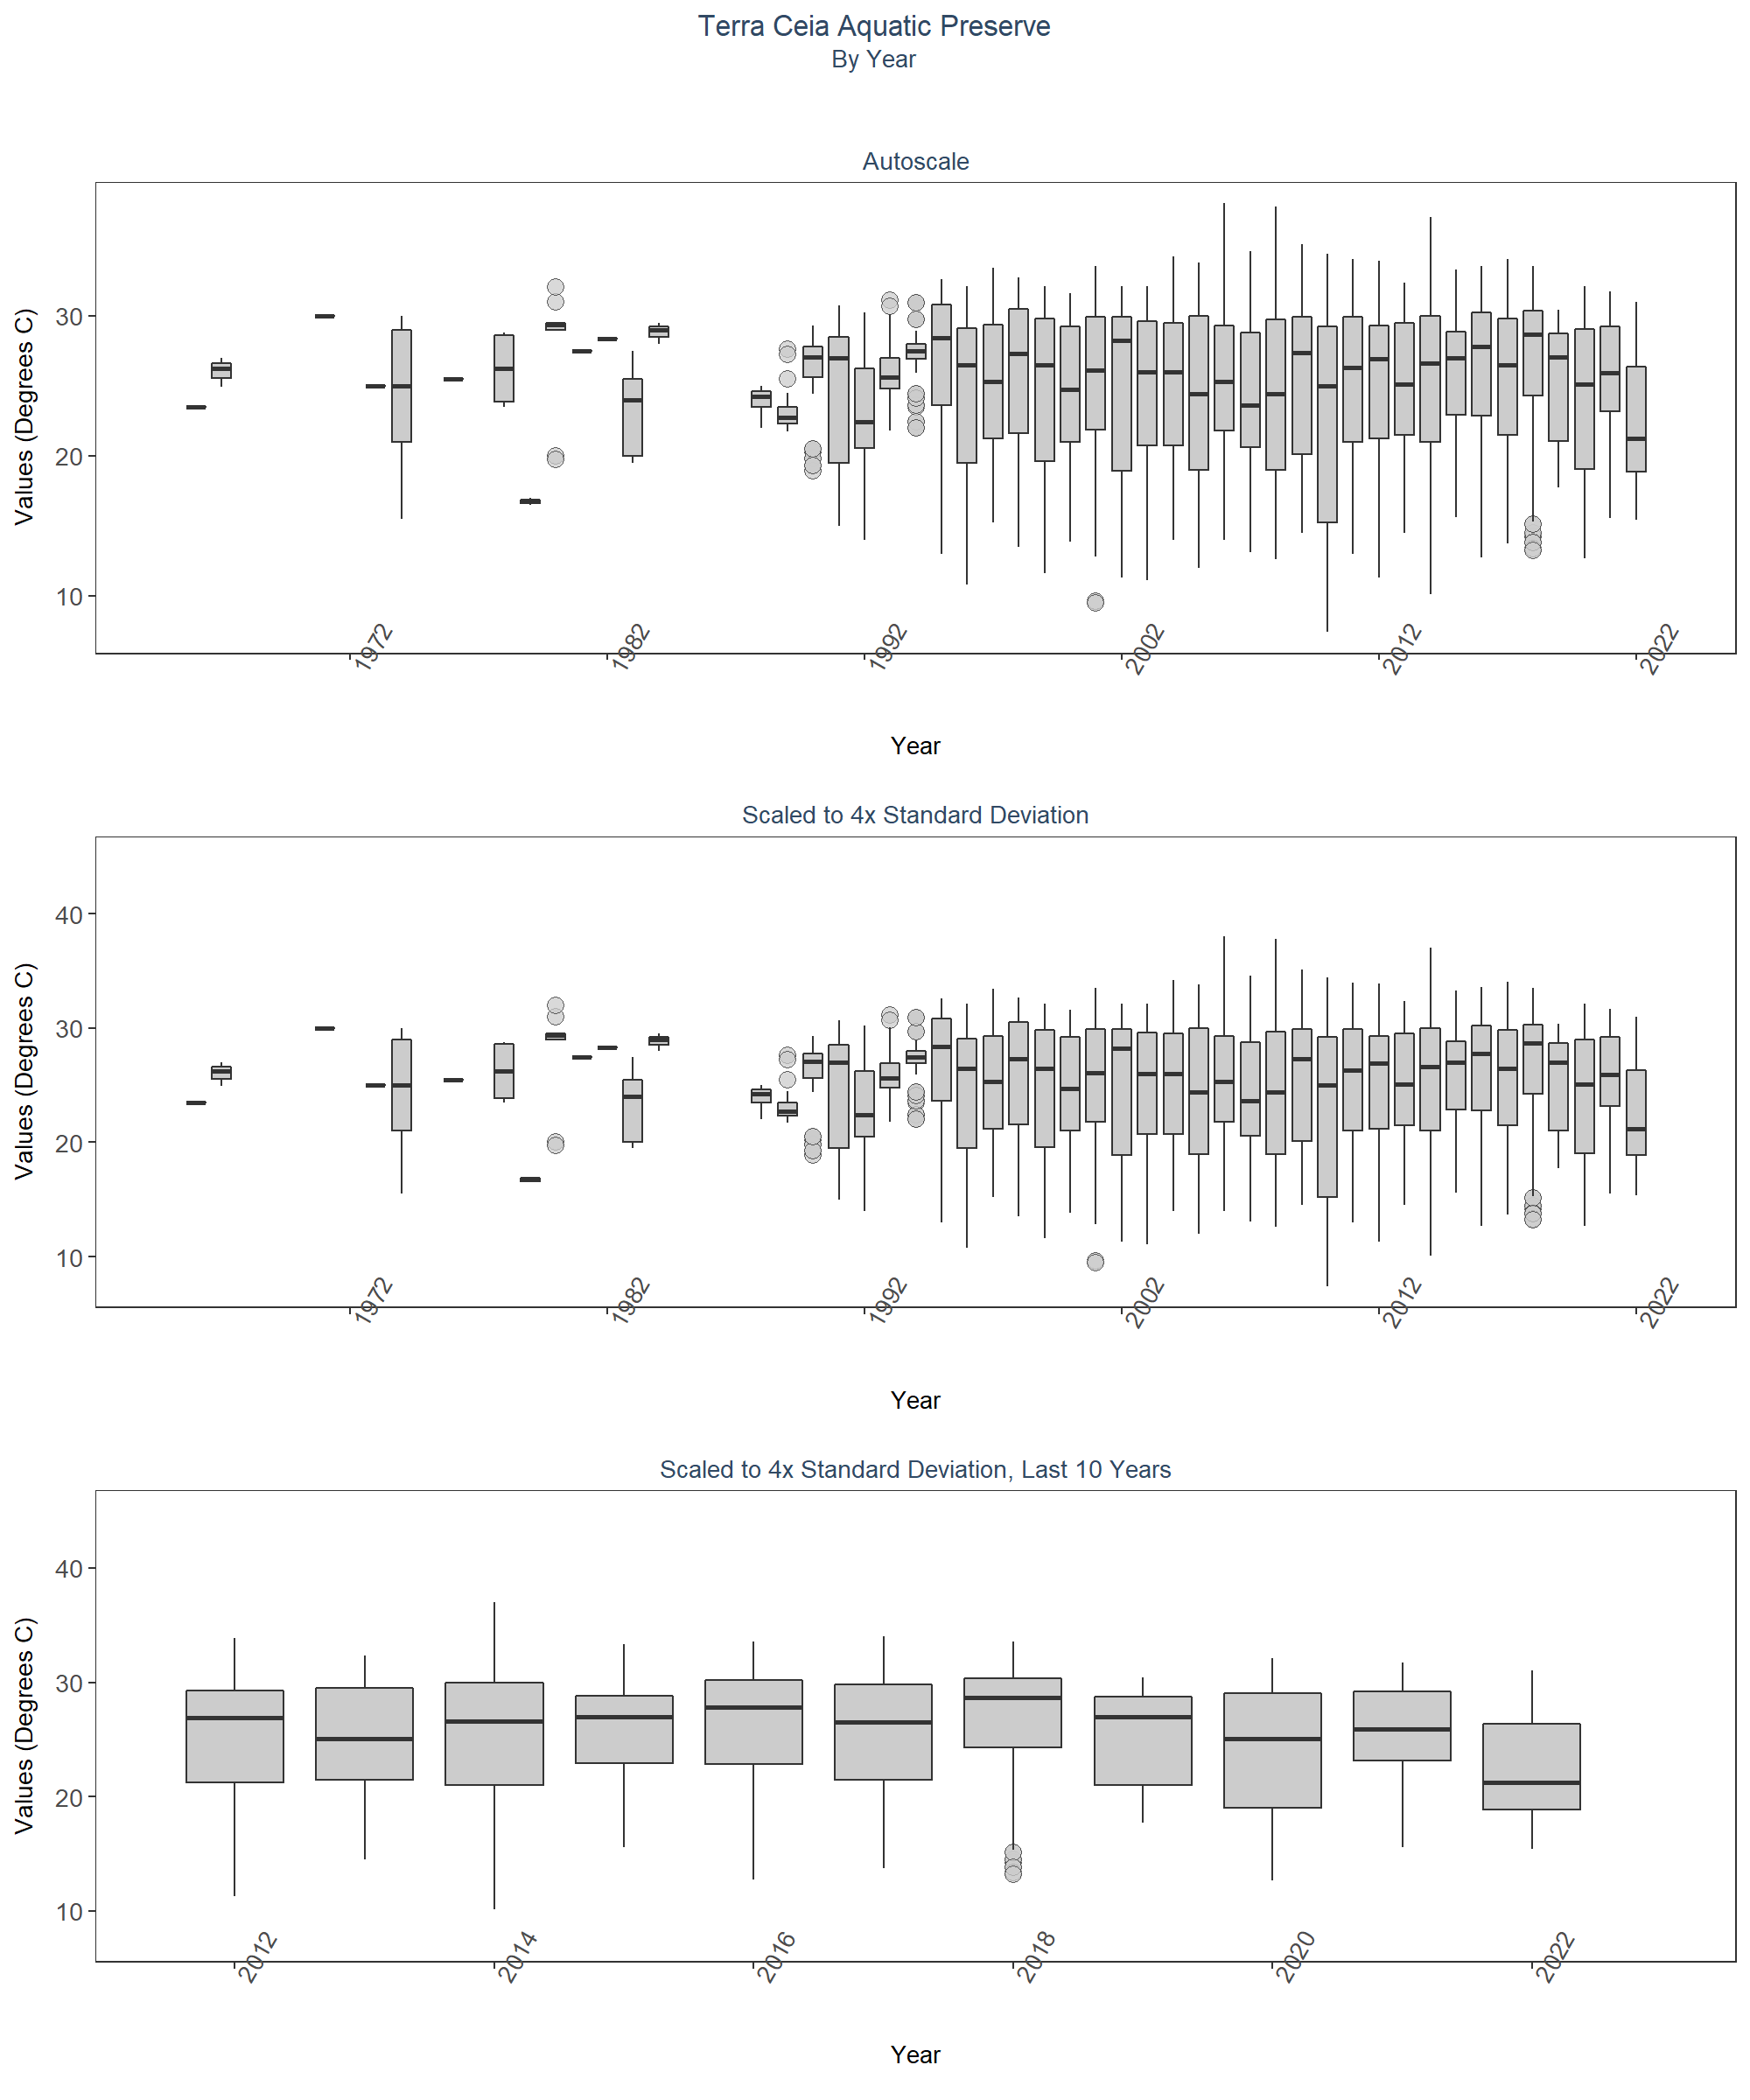 Terra Ceia Aquatic Preserve
By Year
Autoscale
Values (Degrees C)
30
20
10
1972 1982 1992 2002 2012 2022
Year
Scaled to 4x Standard Deviation
Values (Degrees C)
40
30
20
10
1972 1982 1992 2002 2012 2022
Year
Scaled to 4x Standard Deviation, Last 10 Years
Values (Degrees C)
40
30
20
10
2012 2014 2016 2018 2020 2022
Year